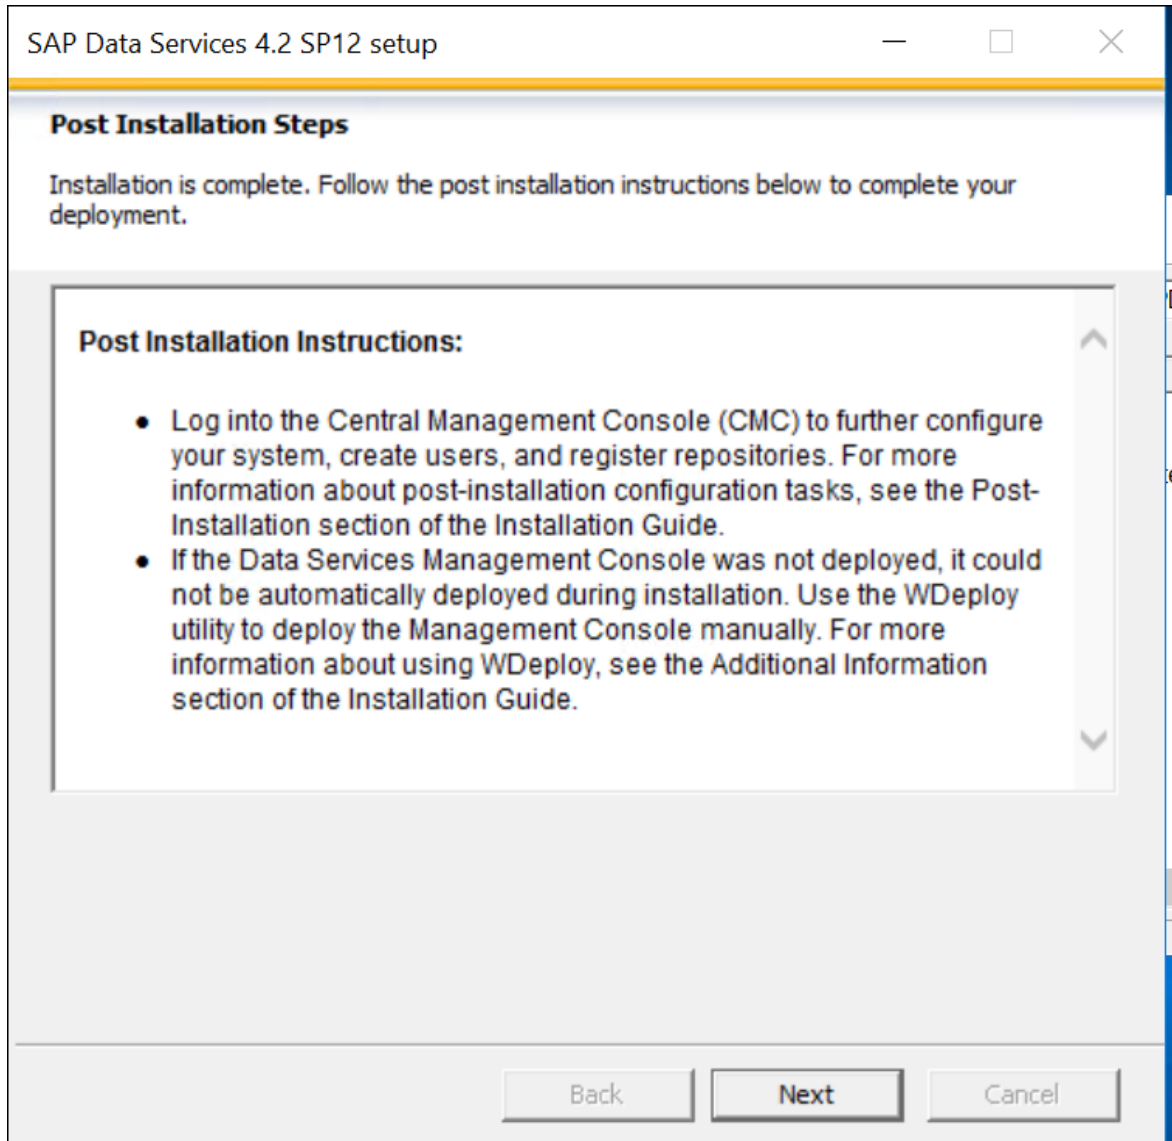 SAP Data Services 4.2 SP12 setup
Post Installation Steps
Installation is complete. Follow the post installation instructions below to complete your
deployment.
Post Installation Instructions:
● Log into the Central Management Console (CMC) to further configure
your system, create users, and register repositories. For more
information about post-installation configuration tasks, see the Post-
Installation section of the Installation Guide.
● If the Data Services Management Console was not deployed, it could
not be automatically deployed during installation. Use the WDeploy
utility to deploy the Management Console manually. For more
information about using WDeploy, see the Additional Information
section of the Installation Guide.
Back
Next
Cancel